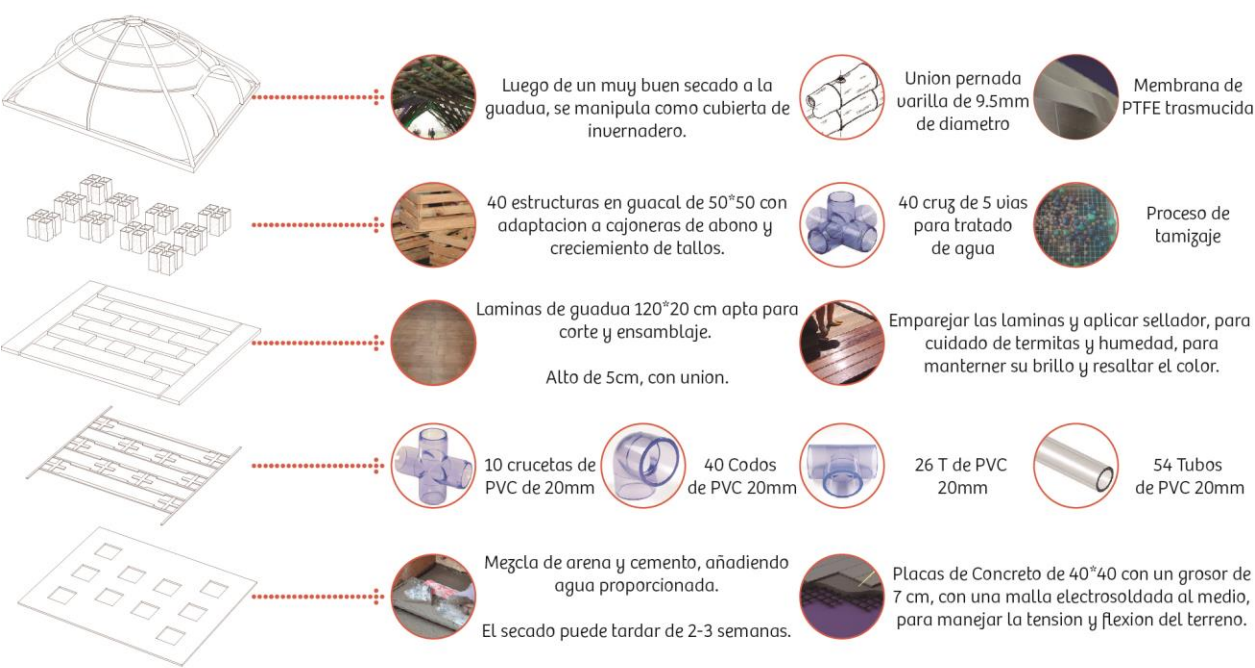 Luego de un muy buen secado a la
guadua, se manipula como cubierta de
invernadero.
Union pernada
varilla de 9.5mm
de diametro
Membrana de
PTFE trasmucida
40 estructuras en guacal de 50*50 con
adaptacion a cajoneras de abono y
creciemiento de tallos.
40 cruz de 5 vias
para tratado
de agua
Proceso de
tamizaje
Laminas de guadua 120*20 cm apta para
corte y ensamblaje.
Alto de 5cm, con union.
Emparejar las laminas y aplicar sellador, para
cuidado de termitas y humedad, para
manterner su brillo y resaltar el color.
10 crucetas de
PVC de 20mm
40 Codos
de PVC 20mm
26 T de PVC
20mm
54 Tubos
de PVC 20mm
Mezcla de arena y cemento, añadiendo
agua proporcionada.
El secado puede tardar de 2-3 semanas.
Placas de Concreto de 40*40 con un grosor de
7 cm, con una malla electrosoldada al medio,
para manejar la tension y flexion del terreno.